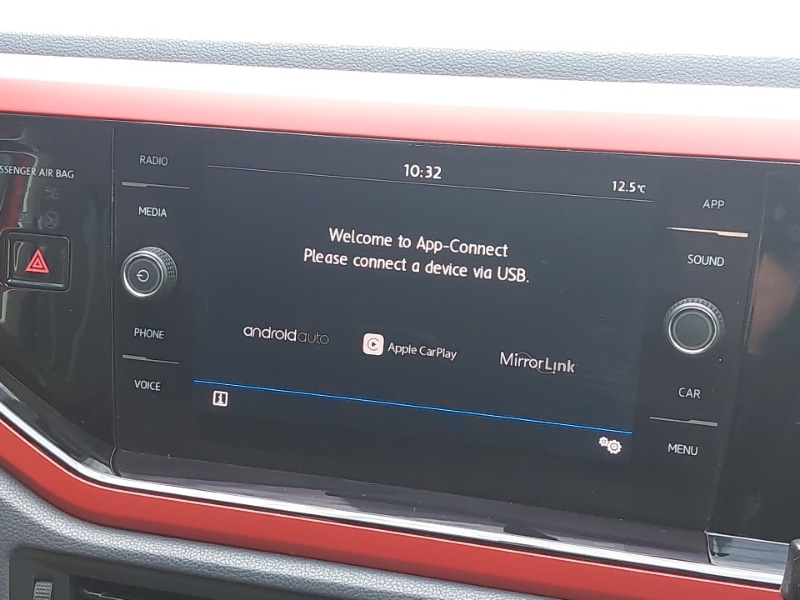 SSENGER AIR BAG
RADIO
MEDIA
PHONE
VOICE
10:32
12.5°C
Welcome to App-Connect
Please connect a device via USB.
androidauto
Apple CarPlay
MirrorLink
APP
SOUND
CAR
MENU